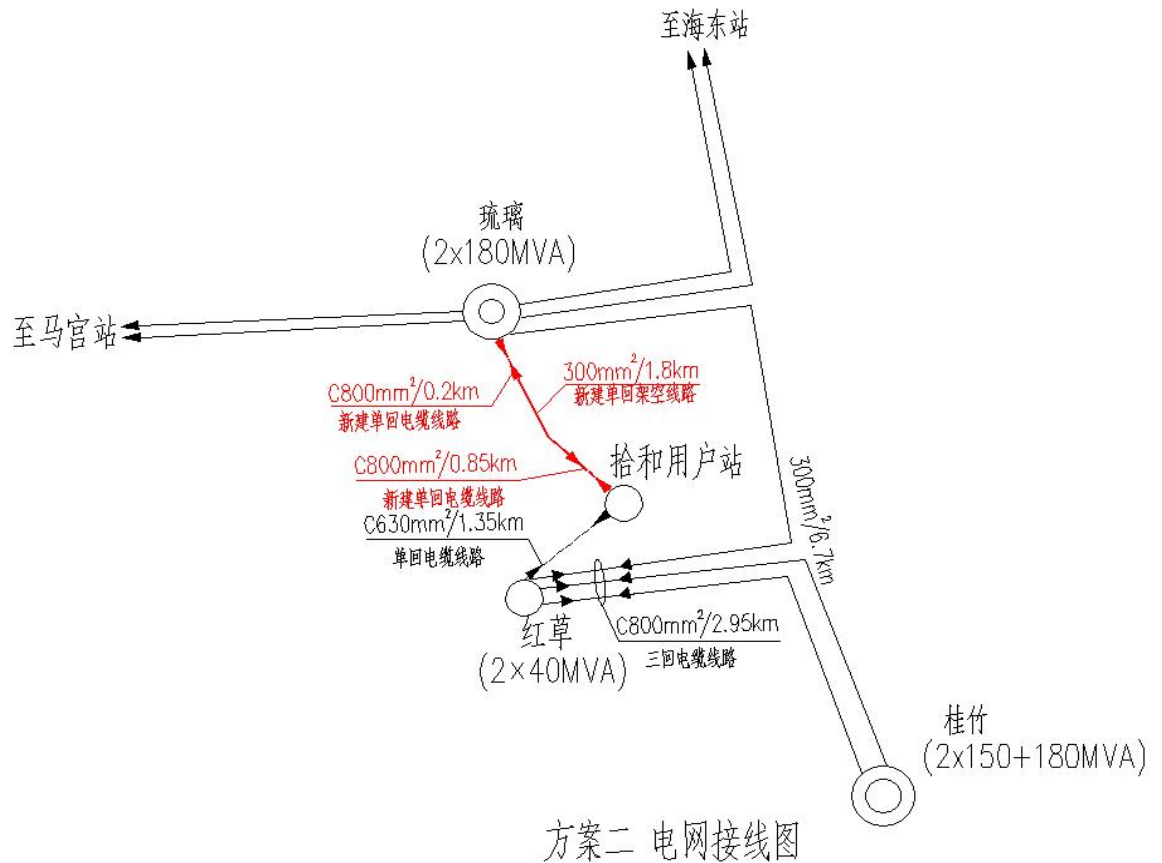 至海东站
琉璃
(2x180MVA)
至马宫站
300mm²/1.8km
新建单回架空线路
C800mm²/0.2km
新建单回电缆线路
C800mm²/0.85km
新建单回电缆线路
拾和用户站
C630mm²/1.35km
单回电缆线路
300mm²/6.7km
红草
(2×40MVA)
C800mm²/2.95km
三回电缆线路
桂竹
(2x150+180MVA)
方案二 电网接线图